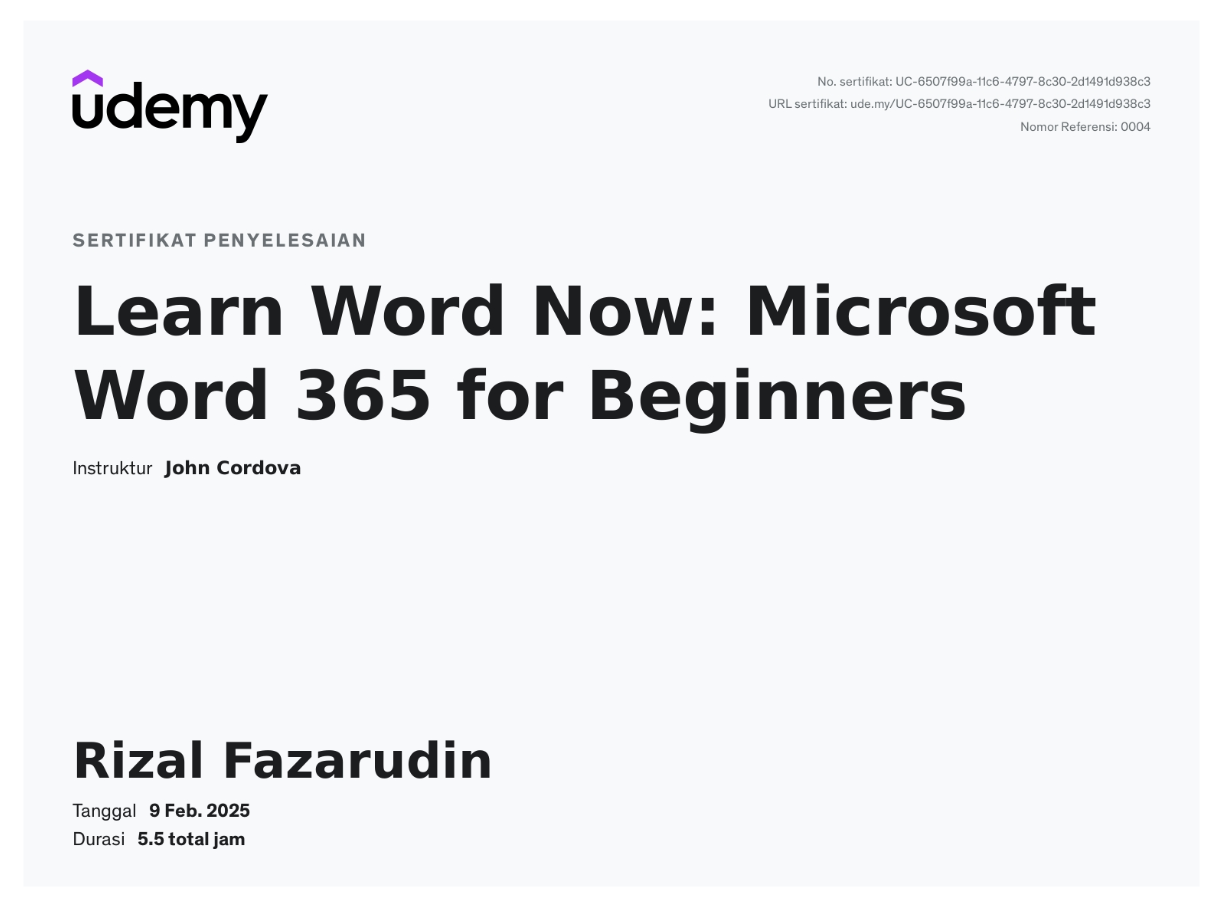 udemy
No. sertifikat: UC-6507f99a-11c6-4797-8c30-2d1491d938c3
URL sertifikat: ude.my/UC-6507f99a-11c6-4797-8c30-2d1491d938c3
Nomor Referensi: 0004
SERTIFIKAT PENYELESAIAN
Learn Word Now: Microsoft
Word 365 for Beginners
Instruktur John Cordova
Rizal Fazarudin
Tanggal 9 Feb. 2025
Durasi 5.5 total jam